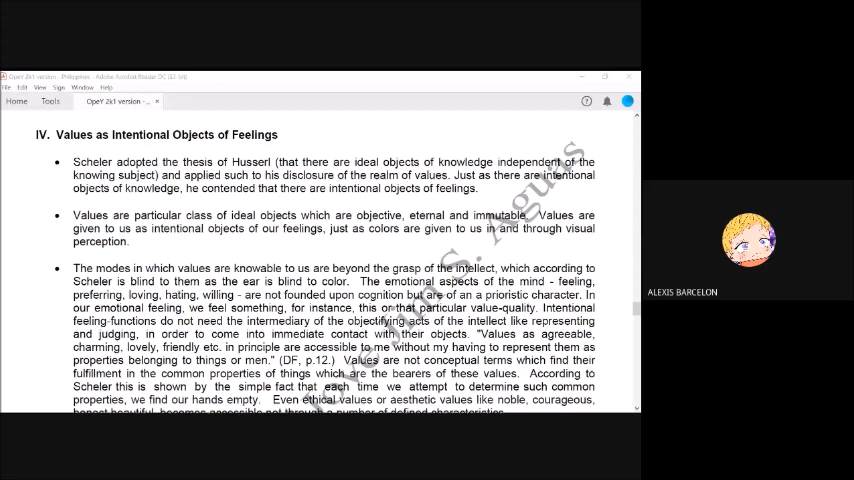 OpeY 2k1 version - Philippines - Adobe Acrobat Reader DC (32-bit)
File Edit View Sign Window Help
Home Tools OpeY 2k1 version -... ×
IV. Values as Intentional Objects of Feelings
• Scheler adopted the thesis of Husserl (that there are ideal objects of knowledge independent of the
knowing subject) and applied such to his disclosure of the realm of values. Just as there are intentional
objects of knowledge, he contended that there are intentional objects of feelings.
• Values are particular class of ideal objects which are objective, eternal and immutable. Values are
given to us as intentional objects of our feelings, just as colors are given to us in and through visual
perception.
• The modes in which values are knowable to us are beyond the grasp of the intellect, which according to
Scheler is blind to them as the ear is blind to color. The emotional aspects of the mind - feeling,
preferring, loving, hating, willing - are not founded upon cognition but are of an a prioristic character. In
our emotional feeling, we feel something, for instance, this or that particular value-quality. Intentional
feeling-functions do not need the intermediary of the objectifying acts of the intellect like representing
and judging, in order to come into immediate contact with their objects. "Values as agreeable,
charming, lovely, friendly etc. in principle are accessible to me without my having to represent them as
properties belonging to things or men." (DF, p.12.) Values are not conceptual terms which find their
fulfillment in the common properties of things which are the bearers of these values. According to
Scheler this is shown by the simple fact that each time we attempt to determine such common
properties, we find our hands empty. Even ethical values or aesthetic values like noble, courageous,
honest beautiful, becomes accessible not through a number of defined characteristics.
Jove Jim S. Aguas
ALEXIS BARCELON